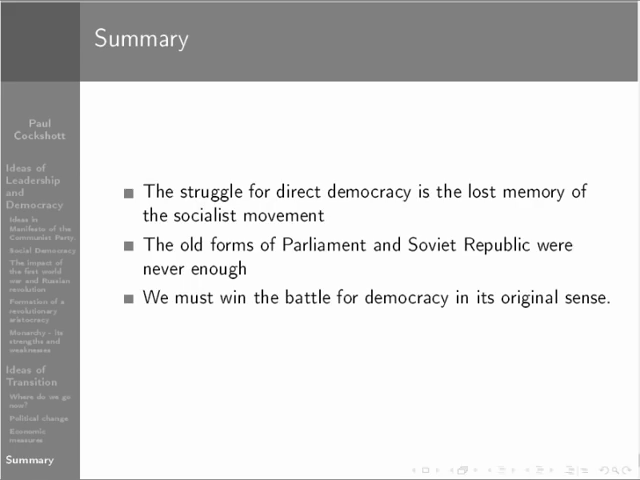 Summary
Paul
Cockshott
Ideas of
Leadership
and
Democracy
Ideas in
Manifesto of the
Communist Party.
Social Democracy
The impact of
the first world
war and Russian
revolution
Formation of a
revolutionary
aristocracy
Monarchy - its
strengths and
weaknesses
Ideas of
Transition
Where do we go
now?
Political change
Economic
measures
Summary
The struggle for direct democracy is the lost memory of
the socialist movement
The old forms of Parliament and Soviet Republic were
never enough
We must win the battle for democracy in its original sense.